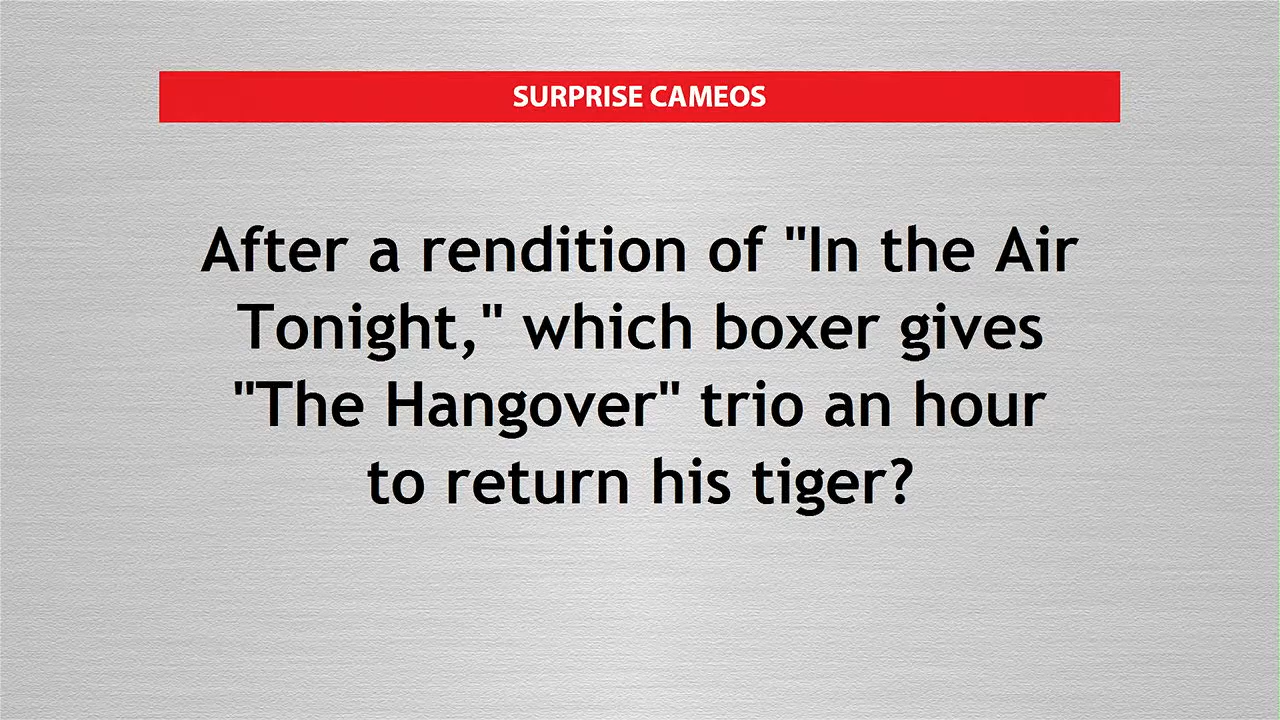 SURPRISE CAMEOS
After a rendition of "In the Air
Tonight," which boxer gives
"The Hangover" trio an hour
to return his tiger?